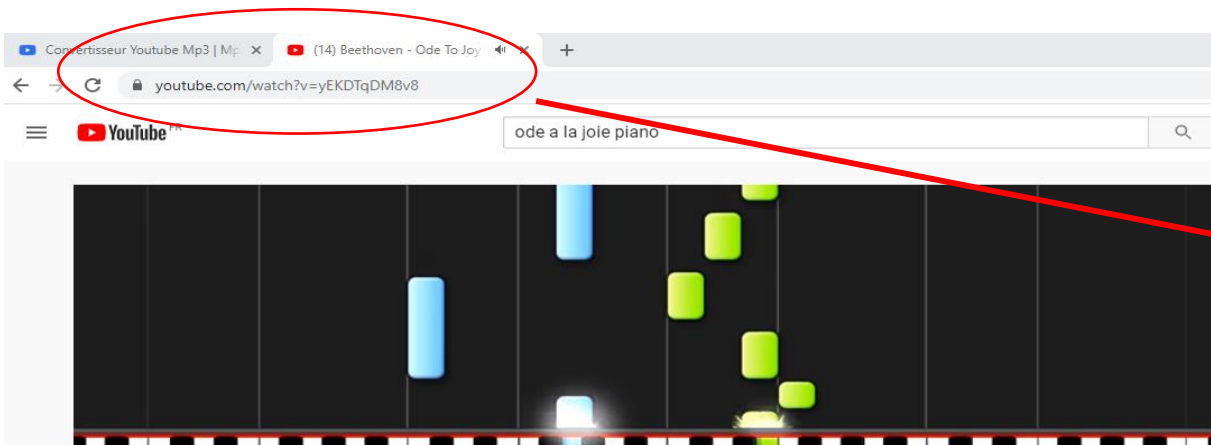 Convertisseur Youtube Mp3 | Mp (14) Beethoven - Ode To Joy
youtube.com/watch?v=yEKDTqDM8v8
YouTube FR ode a la joie piano